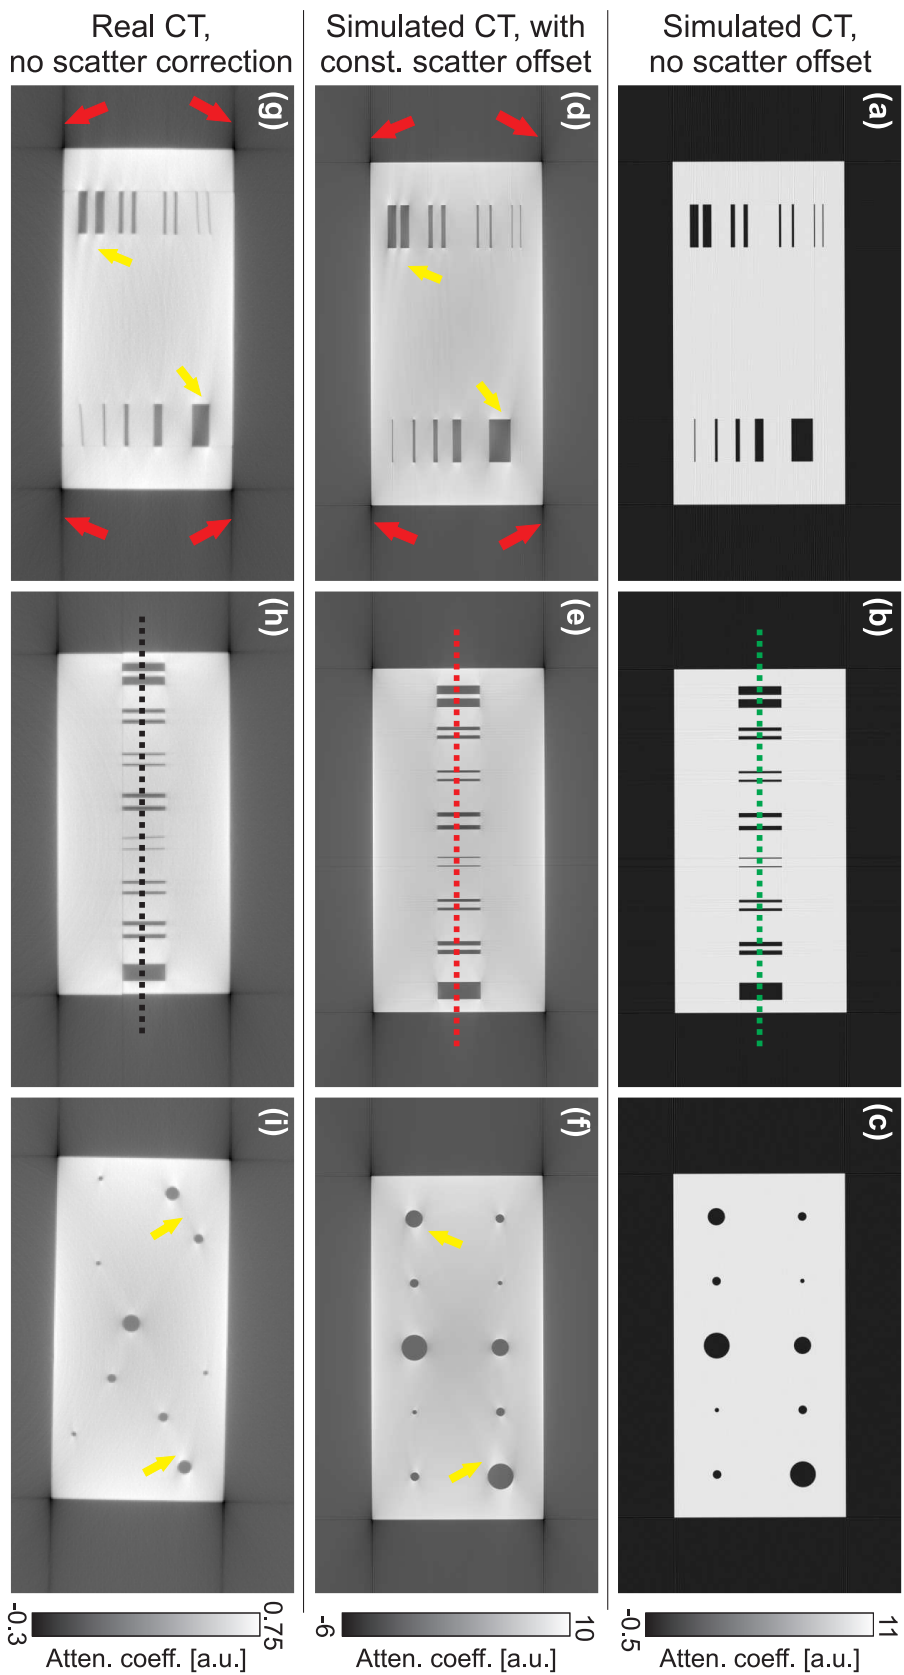 Real CT,
no scatter correction
Simulated CT, with
const. scatter offset
Simulated CT,
no scatter offset
(g)
(d)
(a)
(h)
(e)
(b)
(i)
(f)
(c)
-0.3
0.75
Atten. coeff. [a.u.]
-6
10
Atten. coeff. [a.u.]
-0.5
11
Atten. coeff. [a.u.]